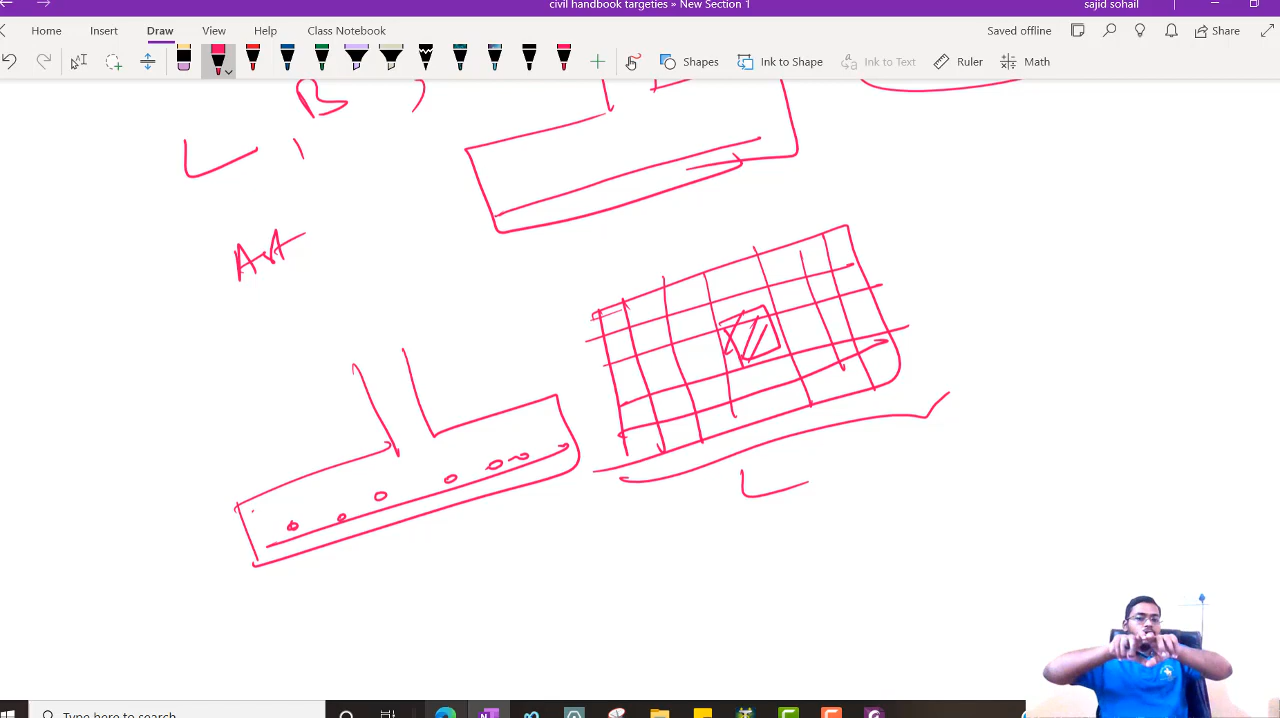 civil handbook targeties » New Section 1
sajid sohail
Home Insert Draw View Help Class Notebook
Saved offline
Share
Shapes
Ink to Shape
Ink to Text
Ruler
Math
B ,
L ,
L
Type here to search